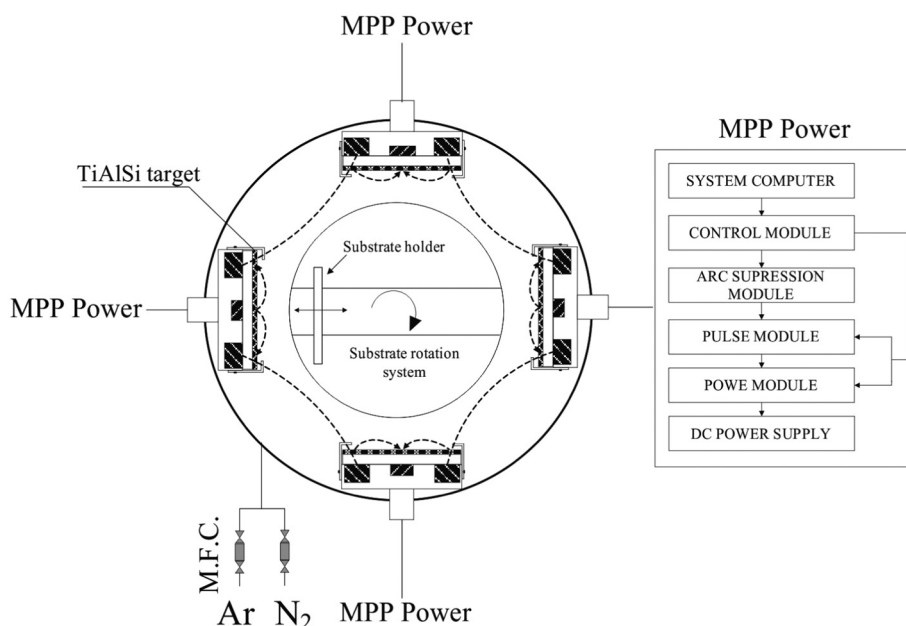 MPP Power
MPP Power
TiAlSi target
SYSTEM COMPUTER
CONTROL MODULE
Substrate holder
ARC SUPRESSION
MODULE
MPP Power
PULSE MODULE
Substrate rotation
system
POWE MODULE
DC POWER SUPPLY
M.F.C.
Ar
N₂
MPP Power